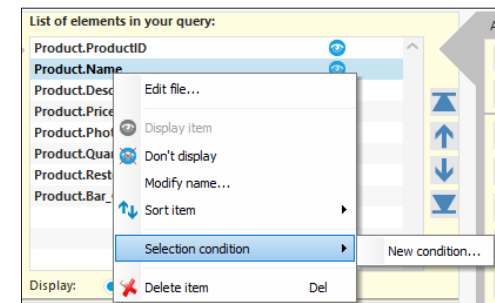 List of elements in your query:
Product.ProductID
Product.Name
Product.Desc
Product.Price
Product.Phot
Product.Quan
Product.Rest
Product.Bar_
Edit file...
Display item
Don't display
Modify name...
Sort item
Selection condition
New condition...
Delete item Del
Display: